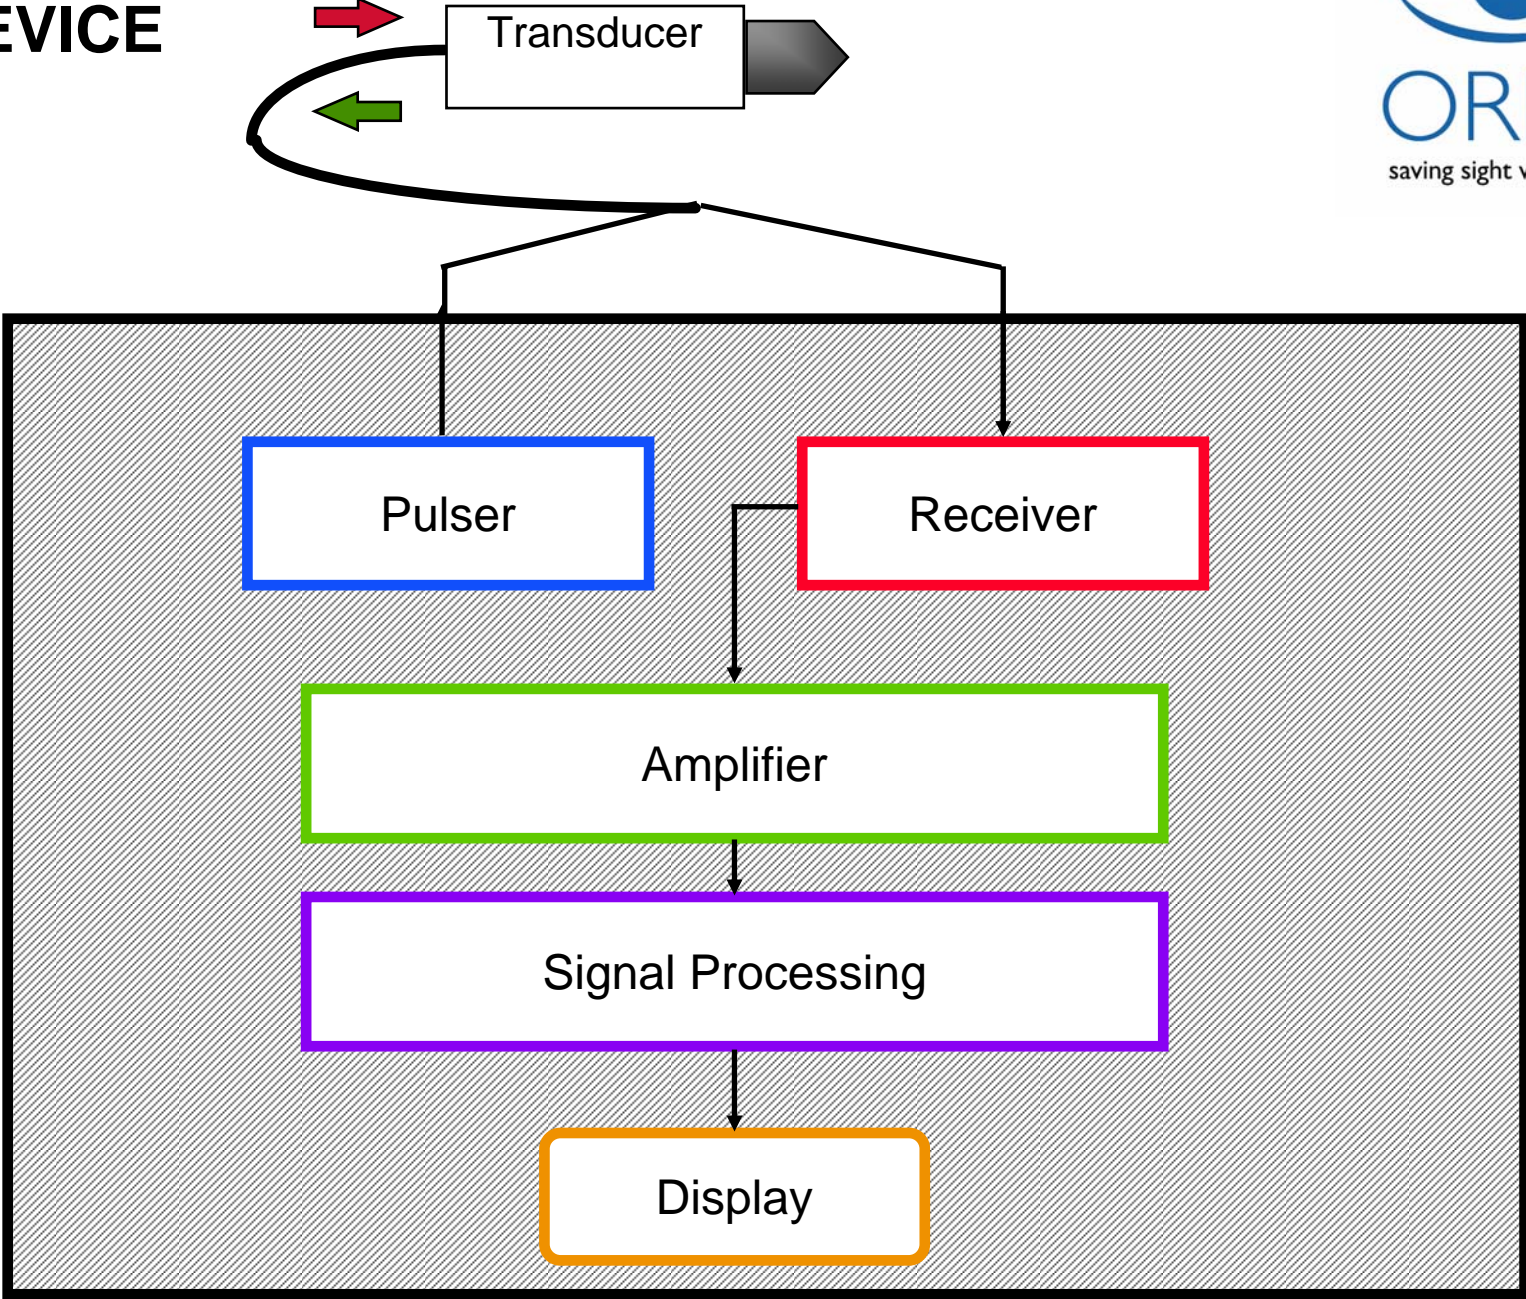 EVICE
Transducer
OR
saving sight
Pulser
Receiver
Amplifier
Signal Processing
Display